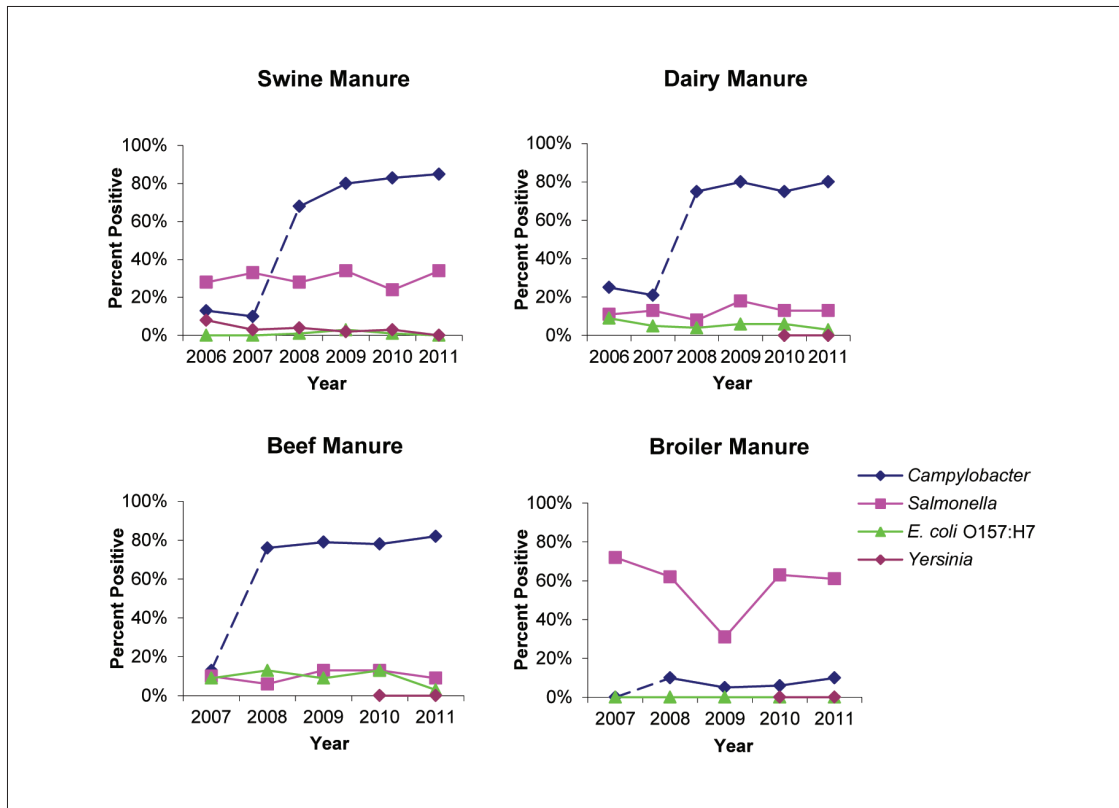 Swine Manure
100%
80%
60%
40%
20%
0%
Percent Positive
2006 2007 2008 2009 2010 2011
Year
Dairy Manure
100%
80%
60%
40%
20%
0%
Percent Positive
2006 2007 2008 2009 2010 2011
Year
Beef Manure
100%
80%
60%
40%
20%
0%
Percent Positive
2007 2008 2009 2010 2011
Year
Broiler Manure
100%
80%
60%
40%
20%
0%
Percent Positive
2007 2008 2009 2010 2011
Year
Campylobacter
Salmonella
E. coli O157:H7
Yersinia